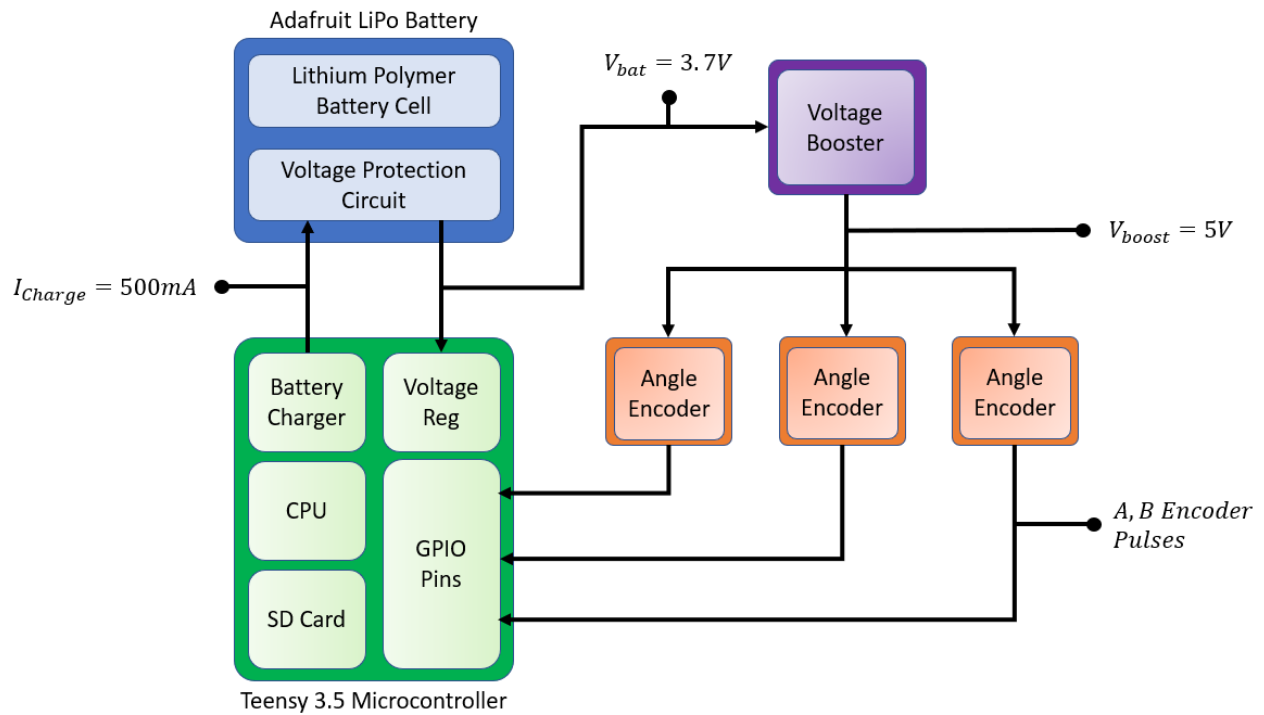 Adafruit LiPo Battery
Lithium Polymer
Battery Cell
Voltage Protection
Circuit
V_bat = 3.7V
Voltage
Booster
V_boost = 5V
I_Charge = 500mA
Battery
Charger
Voltage
Reg
CPU
GPIO
Pins
SD Card
Angle
Encoder
Angle
Encoder
Angle
Encoder
A, B Encoder
Pulses
Teensy 3.5 Microcontroller